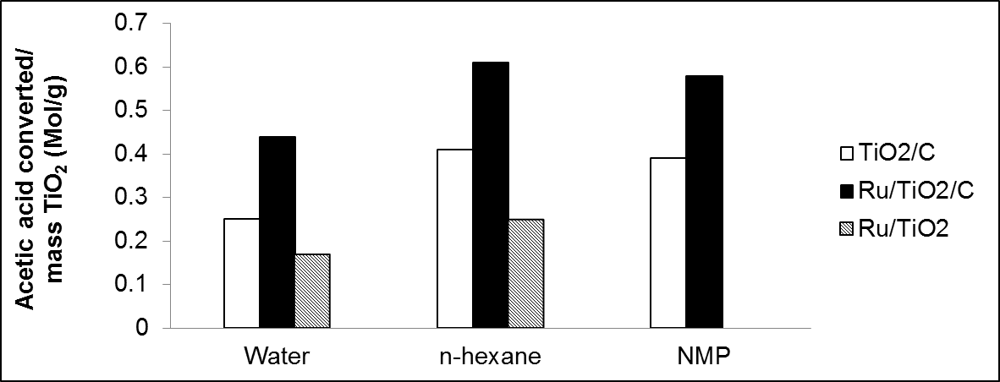 Acetic acid converted/
mass TiO₂ (Mol/g)
0.7
0.6
0.5
0.4
0.3
0.2
0.1
0
Water
n-hexane
NMP
TiO2/C
Ru/TiO2/C
Ru/TiO2